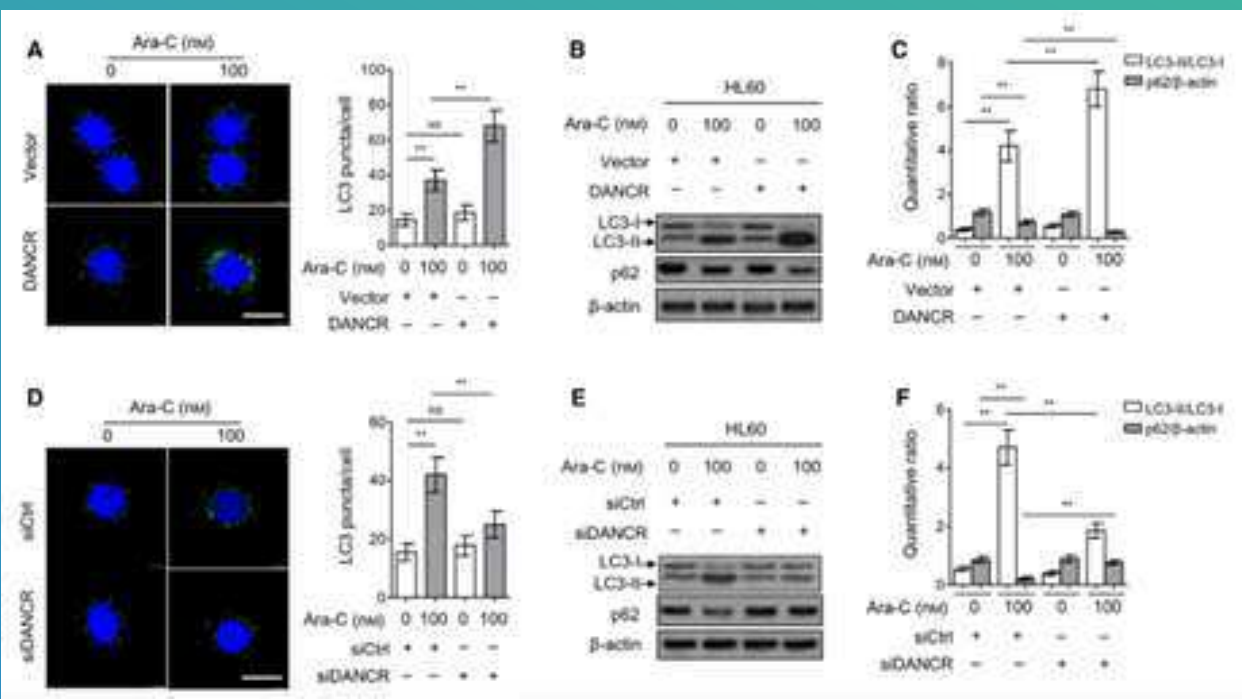 A
Ara-C (nM)
0 100
Vector
DANCR
LC3 puncta/cell
100
80
60
40
20
0
**
NS
**
Ara-C (nM) 0 100 0 100
Vector + + - -
DANCR - - + +
B
HL60
Ara-C (nM) 0 100 0 100
Vector + + - -
DANCR - - + +
LC3-I
LC3-II
p62
β-actin
C
Quantitative ratio
8
6
4
2
0
**
**
**
**
LC3-II/LC3-I
p62/β-actin
Ara-C (nM) 0 100 0 100
Vector + + - -
DANCR - - + +
D
Ara-C (nM)
0 100
siCtrl
siDANCR
LC3 puncta/cell
60
40
20
0
**
NS
**
Ara-C (nM) 0 100 0 100
siCtrl + + - -
siDANCR - - + +
E
HL60
Ara-C (nM) 0 100 0 100
siCtrl + + - -
siDANCR - - + +
LC3-I
LC3-II
p62
β-actin
F
Quantitative ratio
6
4
2
0
**
**
**
**
LC3-II/LC3-I
p62/β-actin
Ara-C (nM) 0 100 0 100
siCtrl + + - -
siDANCR - - + +